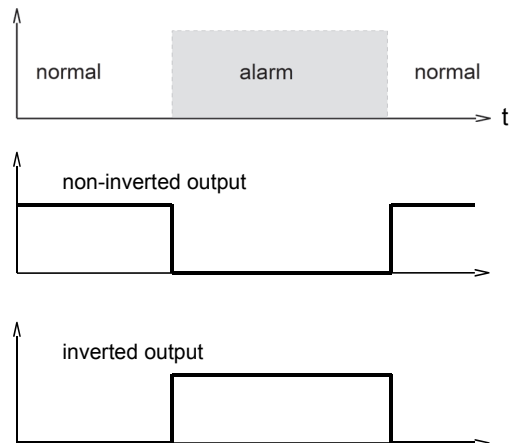 normal alarm normal
t
non-inverted output
inverted output